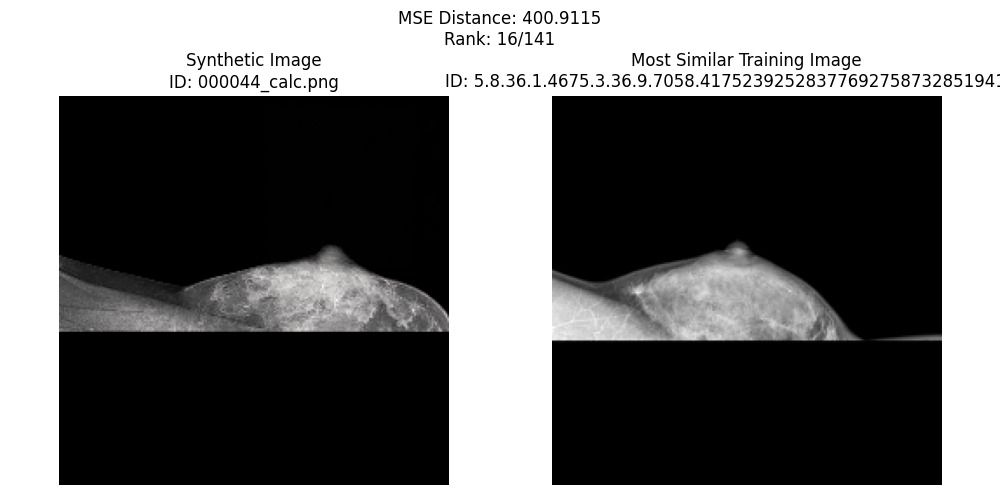 MSE Distance: 400.9115
Rank: 16/141
Synthetic Image
ID: 000044_calc.png
Most Similar Training Image
ID: 5.8.36.1.4675.3.36.9.7058.41752392528377692758732851941